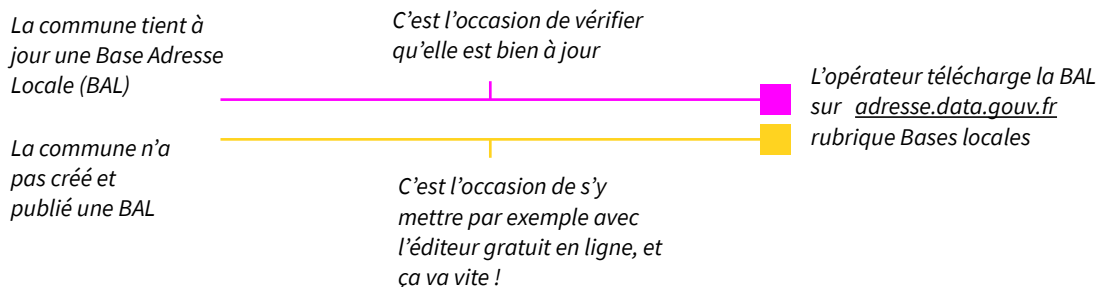 La commune tient à
jour une Base Adresse
Locale (BAL)
C’est l’occasion de vérifier
qu’elle est bien à jour
L’opérateur télécharge la BAL
sur adresse.data.gouv.fr
rubrique Bases locales
La commune n’a
pas créé et
publié une BAL
C’est l’occasion de s’y
mettre par exemple avec
l’éditeur gratuit en ligne, et
ça va vite !